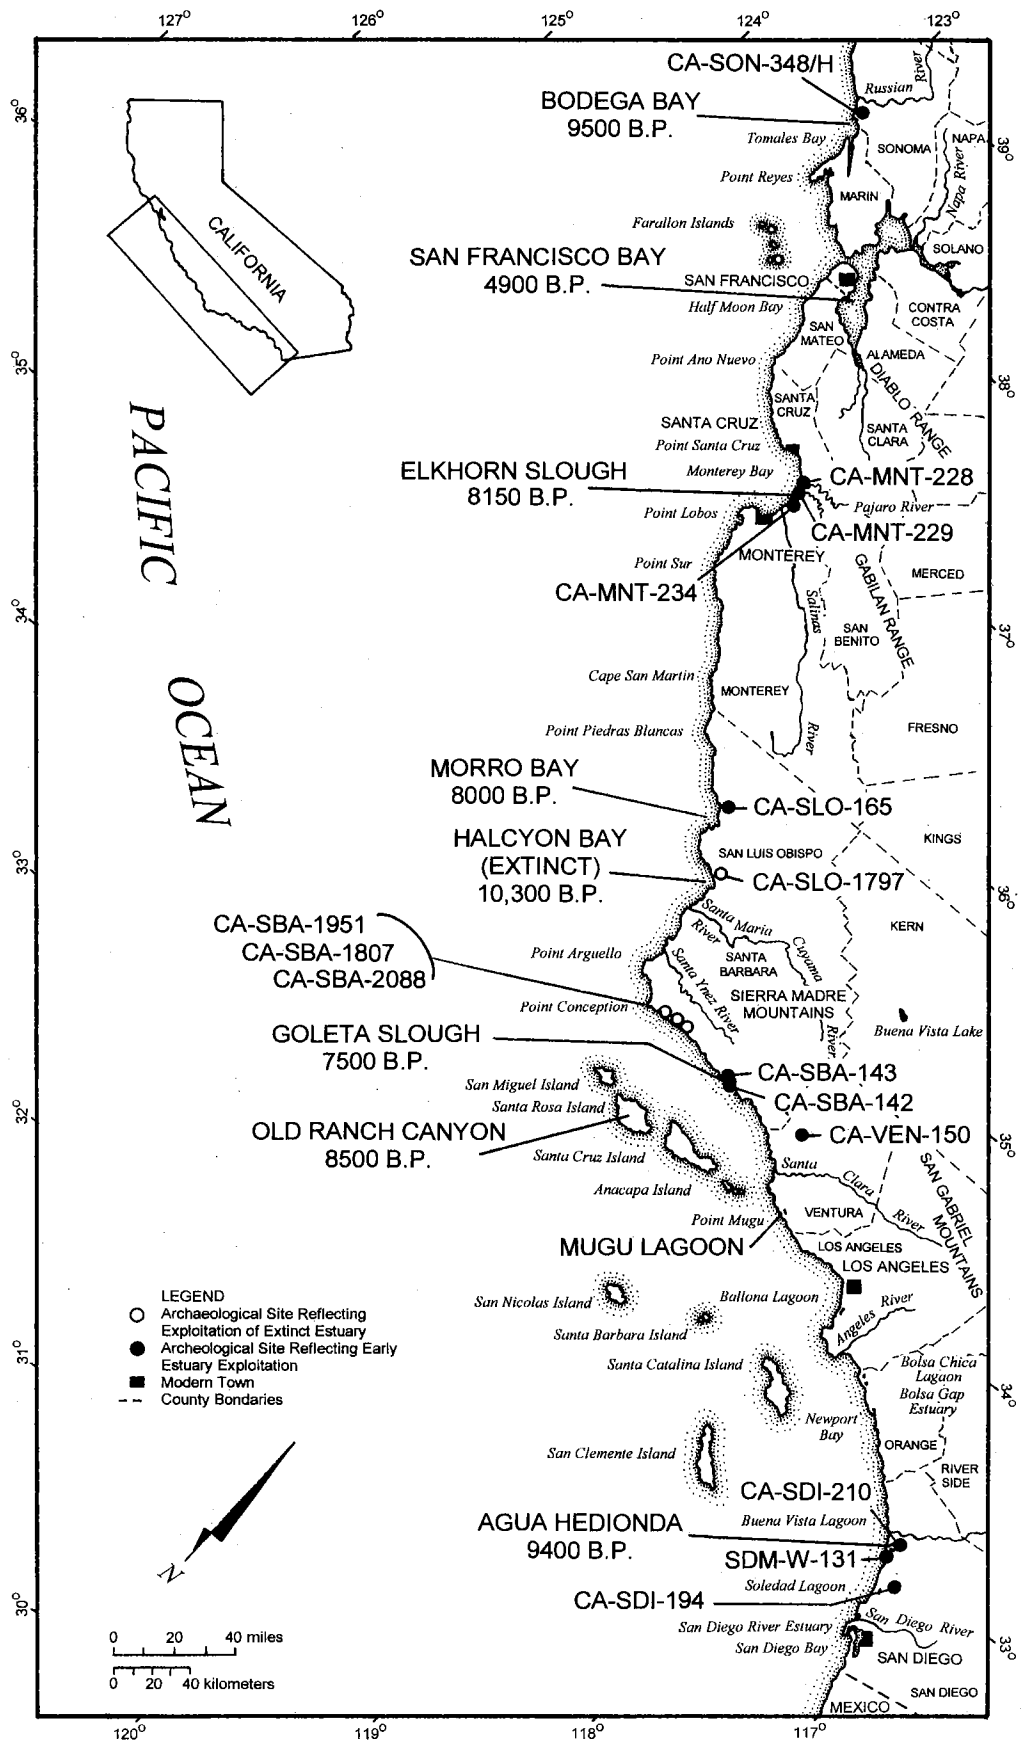 127°
126°
125°
124°
123°
CA-SON-348/H
Russian
River
BODEGA BAY
9500 B.P.
36°
Tomales Bay
SONOMA
NAPA
39°
Point Reyes
MARIN
Napa River
Farallon Islands
SOLANO
CALIFORNIA
SAN FRANCISCO BAY
4900 B.P.
SAN FRANCISCO
Half Moon Bay
CONTRA
COSTA
SAN
MATEO
35°
Point Ano Nuevo
ALAMEDA
38°
DIABLO RANGE
SANTA
CRUZ
SANTA CRUZ
SANTA
CLARA
Point Santa Cruz
PACIFIC
OCEAN
ELKHORN SLOUGH
8150 B.P.
Monterey Bay
CA-MNT-228
Pajaro River
Point Lobos
CA-MNT-229
MONTEREY
Point Sur
CA-MNT-234
GABILAN RANGE
MERCED
34°
Salinas
River
SAN
BENITO
37°
Cape San Martin
MONTEREY
Point Piedras Blancas
FRESNO
MORRO BAY
8000 B.P.
CA-SLO-165
HALCYON BAY
(EXTINCT)
10,300 B.P.
KINGS
33°
SAN LUIS OBISPO
CA-SLO-1797
36°
CA-SBA-1951
CA-SBA-1807
CA-SBA-2088
Santa Maria
River
KERN
Point Arguello
SANTA
BARBARA
Cuyama
River
Santa Ynez River
SIERRA MADRE
MOUNTAINS
Point Conception
Buena Vista Lake
GOLETA SLOUGH
7500 B.P.
CA-SBA-143
San Miguel Island
Santa Rosa Island
CA-SBA-142
32°
OLD RANCH CANYON
8500 B.P.
CA-VEN-150
35°
Santa Cruz Island
Santa
Clara
River
SAN GABRIEL
MOUNTAINS
Anacapa Island
Point Mugu
VENTURA
MUGU LAGOON
LOS ANGELES
LOS ANGELES
San Nicolas Island
Ballona Lagoon
Angeles River
Santa Barbara Island
LEGEND
Archaeological Site Reflecting
Exploitation of Extinct Estuary
Archeological Site Reflecting Early
Estuary Exploitation
Modern Town
County Bondaries
31°
Santa Catalina Island
Bolsa Chica
Lagoan
Bolsa Gap
Estuary
34°
Newport
Bay
San Clemente Island
ORANGE
RIVER
SIDE
CA-SDI-210
Buena Vista Lagoon
AGUA HEDIONDA
9400 B.P.
SDM-W-131
N
Soledad Lagoon
CA-SDI-194
30°
San Diego River Estuary
San Diego River
33°
San Diego Bay
SAN DIEGO
0 20 40 miles
0 20 40 kilometers
SAN DIEGO
MEXICO
120°
119°
118°
117°